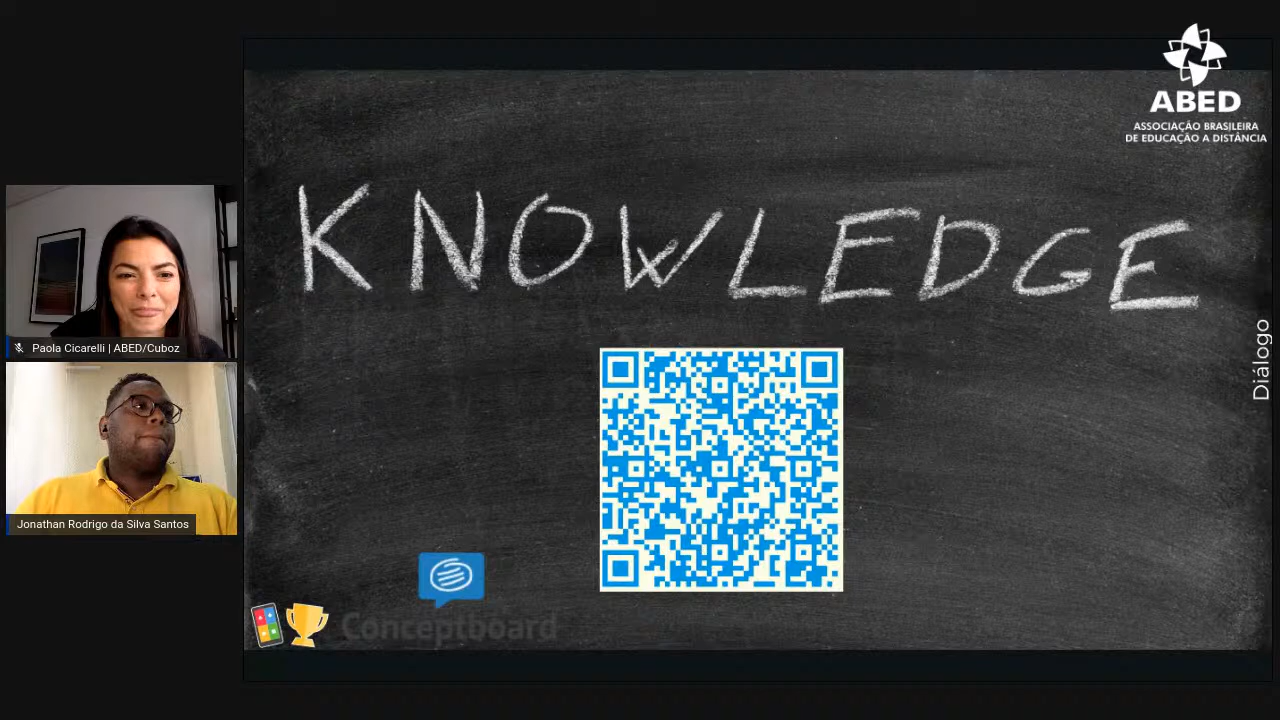 ABED
ASSOCIAÇÃO BRASILEIRA
DE EDUCAÇÃO A DISTÂNCIA
KNOWLEDGE
Diálogo
Paola Cicarelli | ABED/Cuboz
Jonathan Rodrigo da Silva Santos
Conceptboard